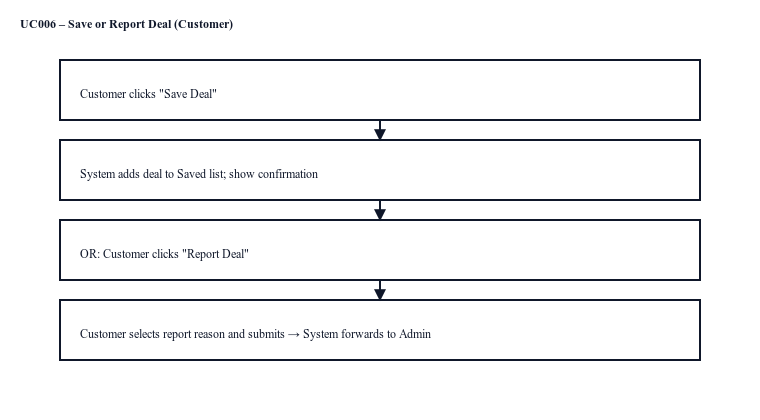 UC006 – Save or Report Deal (Customer)
Customer clicks "Save Deal"
System adds deal to Saved list; show confirmation
OR: Customer clicks "Report Deal"
Customer selects report reason and submits → System forwards to Admin